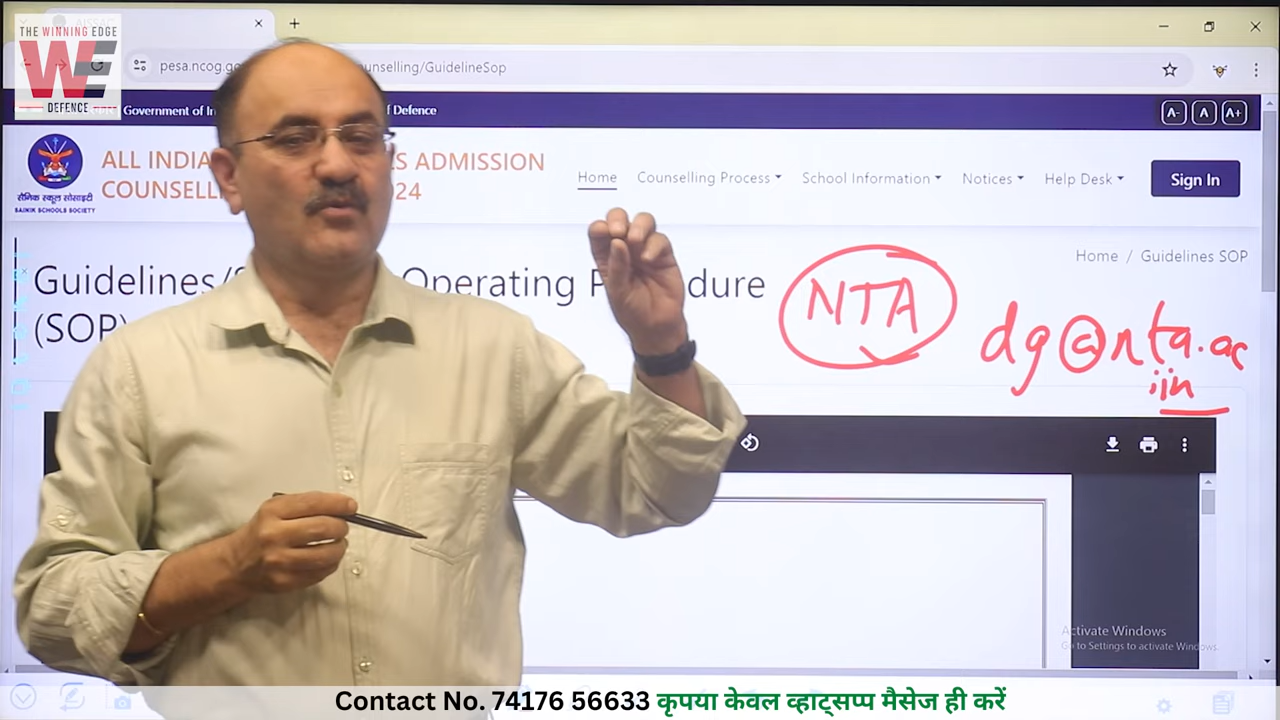 THE WINNING EDGE
WE
DEFENCE
pesa.ncog.go
unselling/GuidelineSop
Government of In
f Defence
A- A A+
सैनिक स्कूल सोसाइटी
SAINIK SCHOOLS SOCIETY
ALL INDIA S ADMISSION
COUNSELL 24
Home Counselling Process School Information Notices Help Desk Sign In
Home / Guidelines SOP
Guidelines/S Operating P dure
(SOP)
NTA
dg@nta.ac
.in
Activate Windows
Go to Settings to activate Windows.
Contact No. 74176 56633 कृपया केवल व्हाट्सप्प मैसेज ही करें